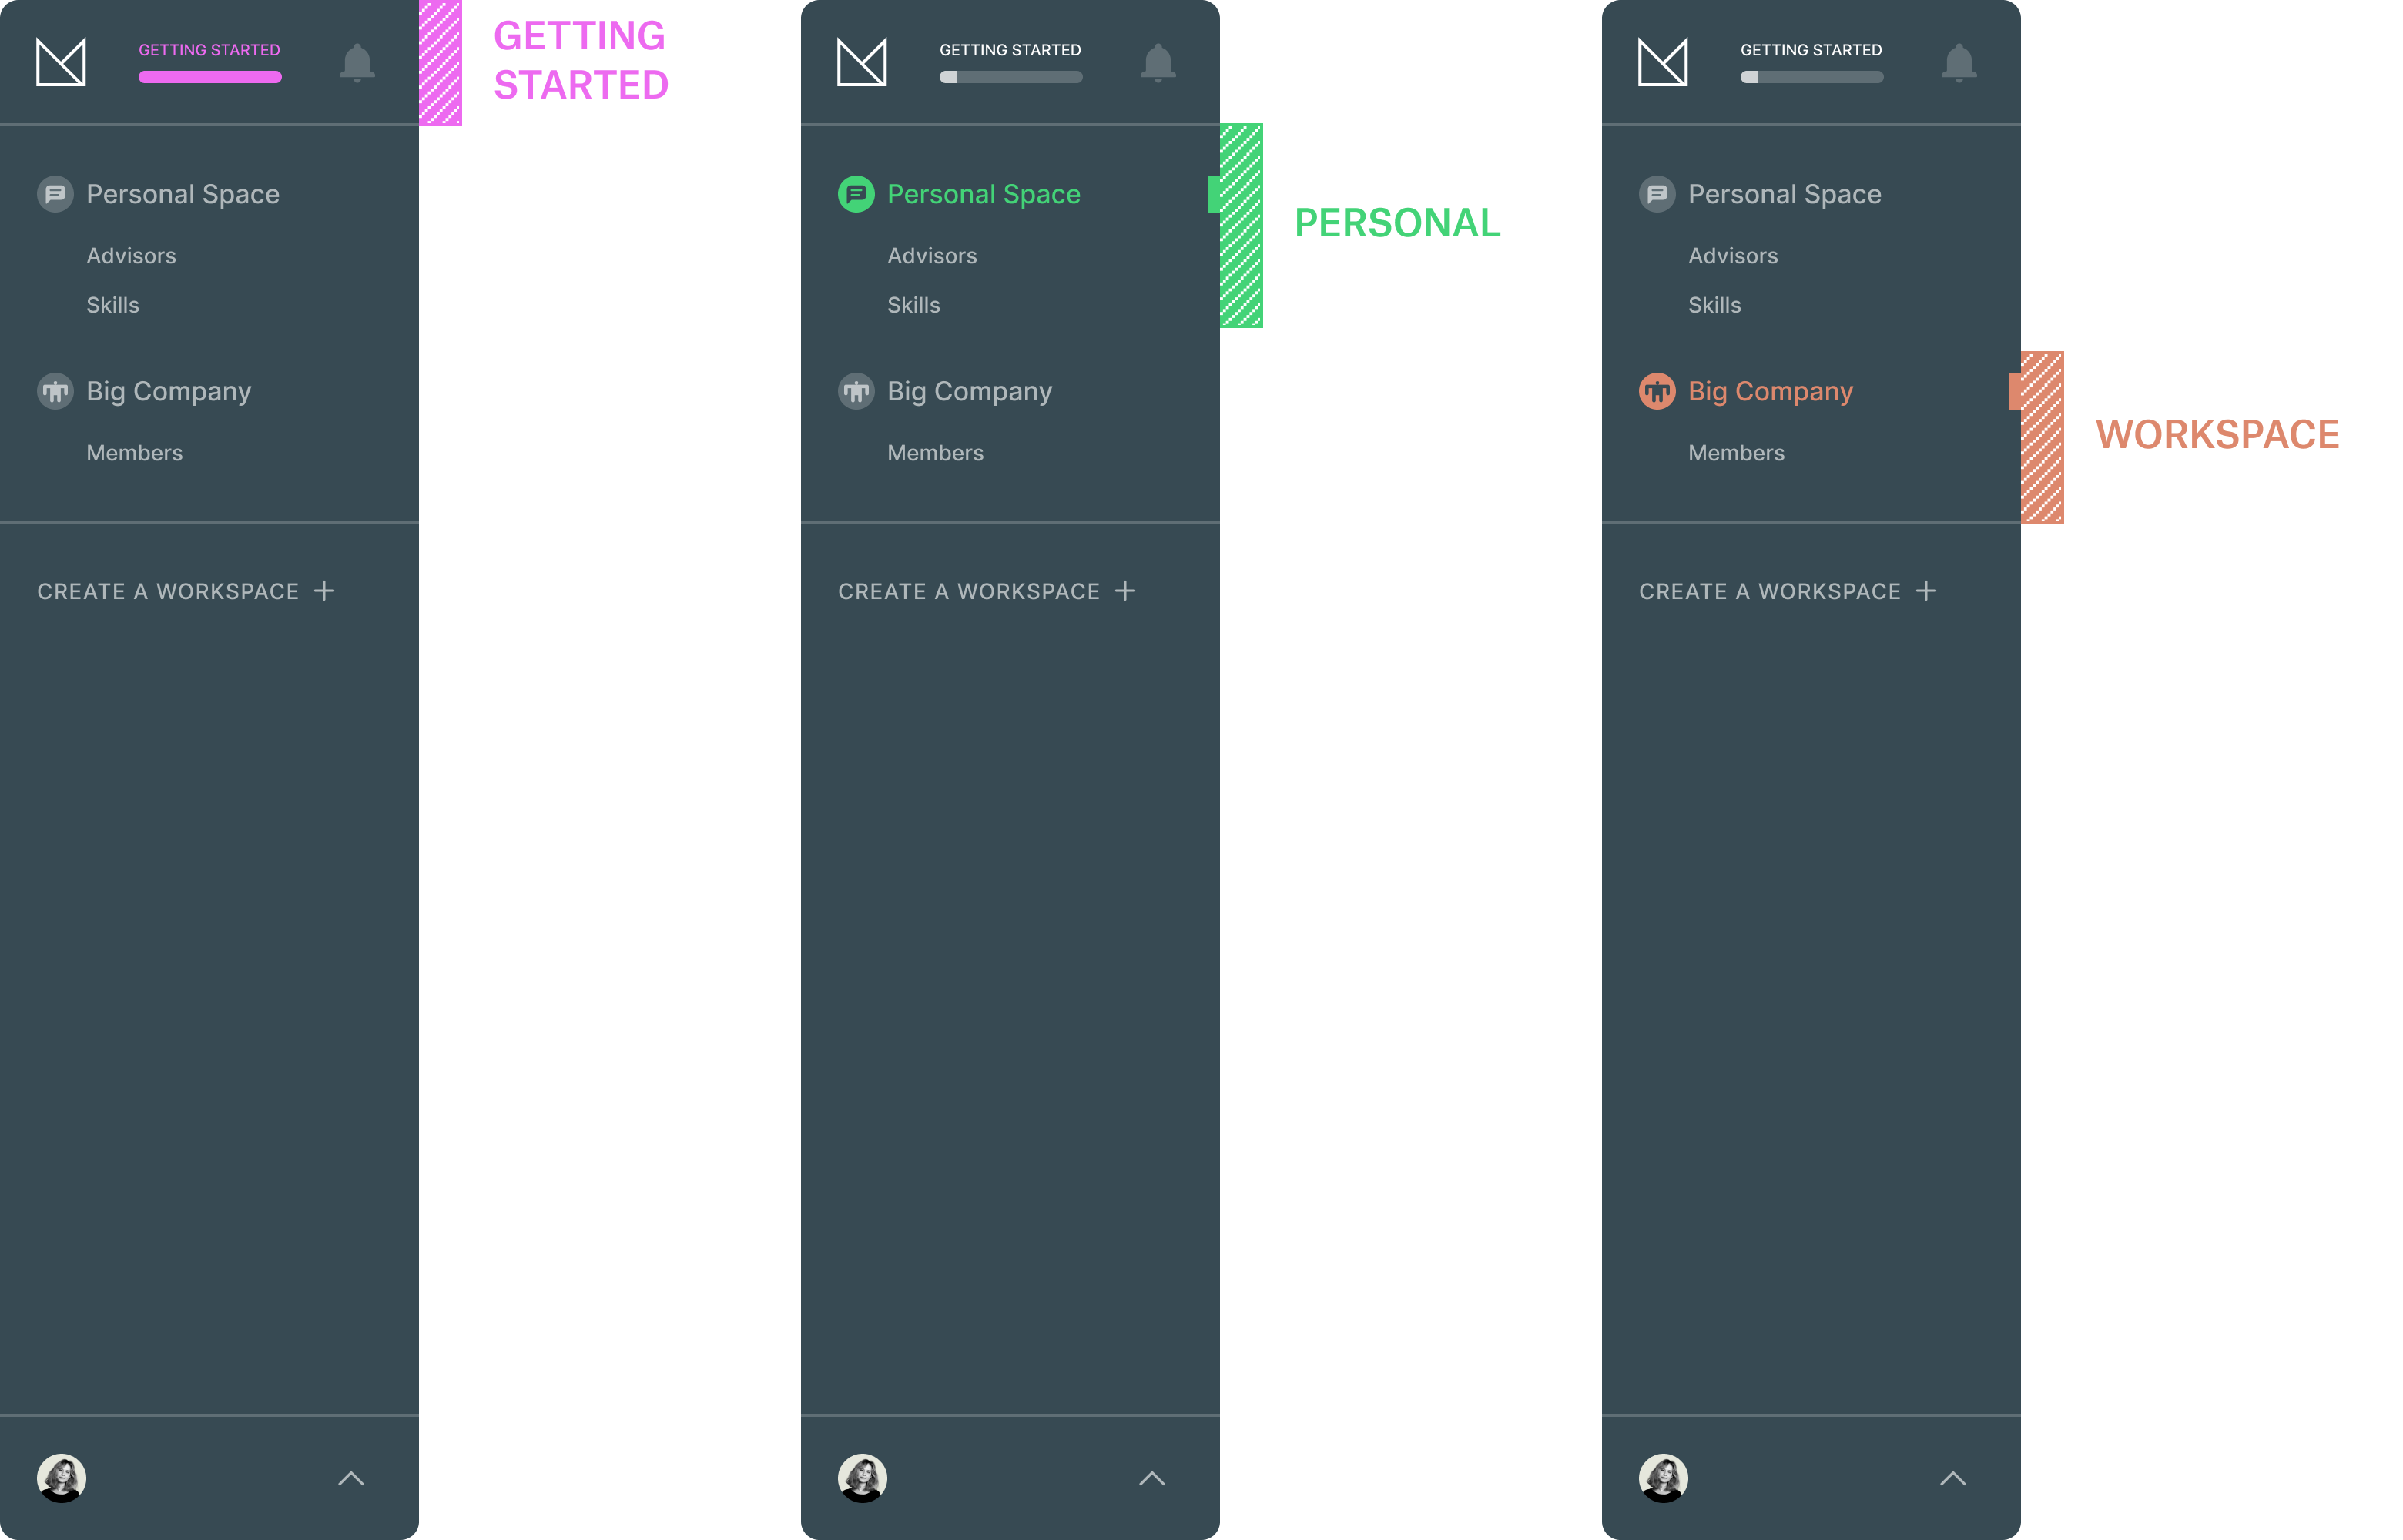 GETTING STARTED
Personal Space
Advisors
Skills
Big Company
Members
CREATE A WORKSPACE +
GETTING
STARTED
GETTING STARTED
Personal Space
Advisors
Skills
Big Company
Members
CREATE A WORKSPACE +
PERSONAL
GETTING STARTED
Personal Space
Advisors
Skills
Big Company
Members
CREATE A WORKSPACE +
WORKSPACE